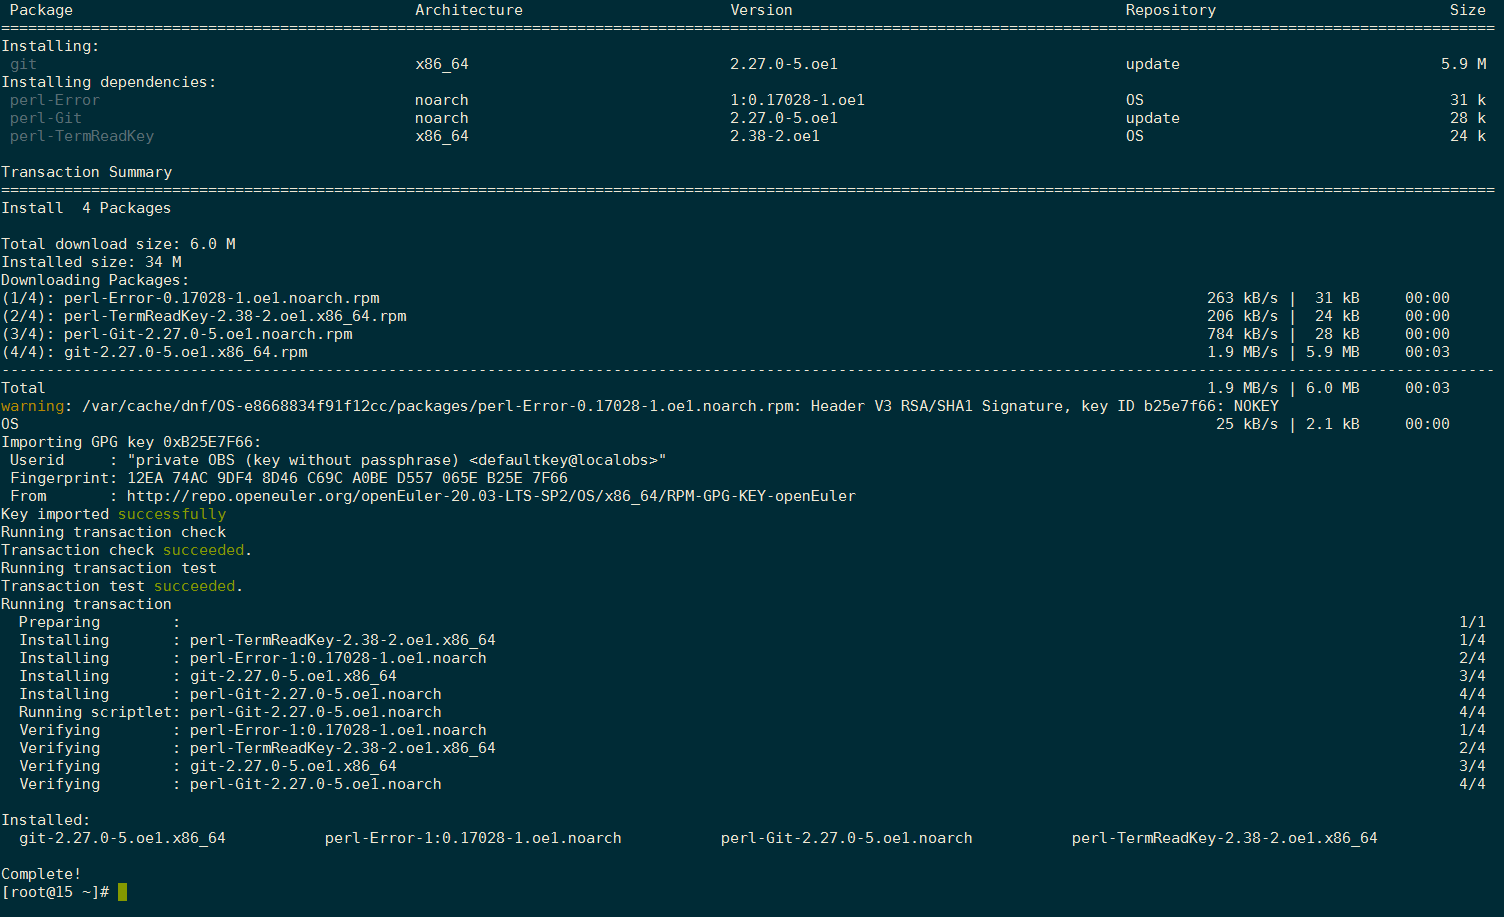 Package Architecture Version Repository Size
================================================================================
Installing:
git x86_64 2.27.0-5.oe1 update 5.9 M
Installing dependencies:
perl-Error noarch 1:0.17028-1.oe1 OS 31 k
perl-Git noarch 2.27.0-5.oe1 update 28 k
perl-TermReadKey x86_64 2.38-2.oe1 OS 24 k
Transaction Summary
================================================================================
Install  4 Packages
Total download size: 6.0 M
Installed size: 34 M
Downloading Packages:
(1/4): perl-Error-0.17028-1.oe1.noarch.rpm 263 kB/s |  31 kB     00:00
(2/4): perl-TermReadKey-2.38-2.oe1.x86_64.rpm 206 kB/s |  24 kB     00:00
(3/4): perl-Git-2.27.0-5.oe1.noarch.rpm 784 kB/s |  28 kB     00:00
(4/4): git-2.27.0-5.oe1.x86_64.rpm 1.9 MB/s | 5.9 MB     00:03
--------------------------------------------------------------------------------
Total 1.9 MB/s | 6.0 MB     00:03
warning: /var/cache/dnf/OS-e8668834f91f12cc/packages/perl-Error-0.17028-1.oe1.noarch.rpm: Header V3 RSA/SHA1 Signature, key ID b25e7f66: NOKEY
OS 25 kB/s | 2.1 kB     00:00
Importing GPG key 0xB25E7F66:
Userid     : "private OBS (key without passphrase) <defaultkey@localobs>"
Fingerprint: 12EA 74AC 9DF4 8D46 C69C A0BE D557 065E B25E 7F66
From       : http://repo.openeuler.org/openEuler-20.03-LTS-SP2/OS/x86_64/RPM-GPG-KEY-openEuler
Key imported successfully
Running transaction check
Transaction check succeeded.
Running transaction test
Transaction test succeeded.
Running transaction
Preparing        : 1/1
Installing       : perl-TermReadKey-2.38-2.oe1.x86_64 1/4
Installing       : perl-Error-1:0.17028-1.oe1.noarch 2/4
Installing       : git-2.27.0-5.oe1.x86_64 3/4
Installing       : perl-Git-2.27.0-5.oe1.noarch 4/4
Running scriptlet: perl-Git-2.27.0-5.oe1.noarch 4/4
Verifying        : perl-Error-1:0.17028-1.oe1.noarch 1/4
Verifying        : perl-TermReadKey-2.38-2.oe1.x86_64 2/4
Verifying        : git-2.27.0-5.oe1.x86_64 3/4
Verifying        : perl-Git-2.27.0-5.oe1.noarch 4/4
Installed:
git-2.27.0-5.oe1.x86_64 perl-Error-1:0.17028-1.oe1.noarch perl-Git-2.27.0-5.oe1.noarch perl-TermReadKey-2.38-2.oe1.x86_64
Complete!
[root@15 ~]#